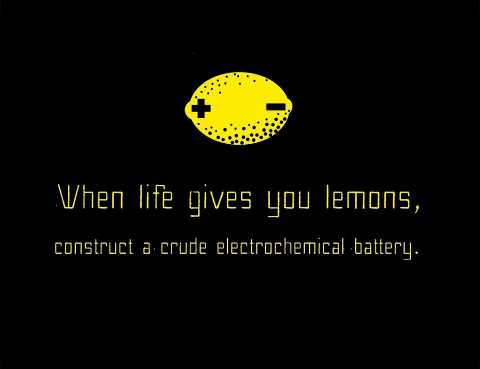 + -
When life gives you lemons,
construct a crude electrochemical battery.